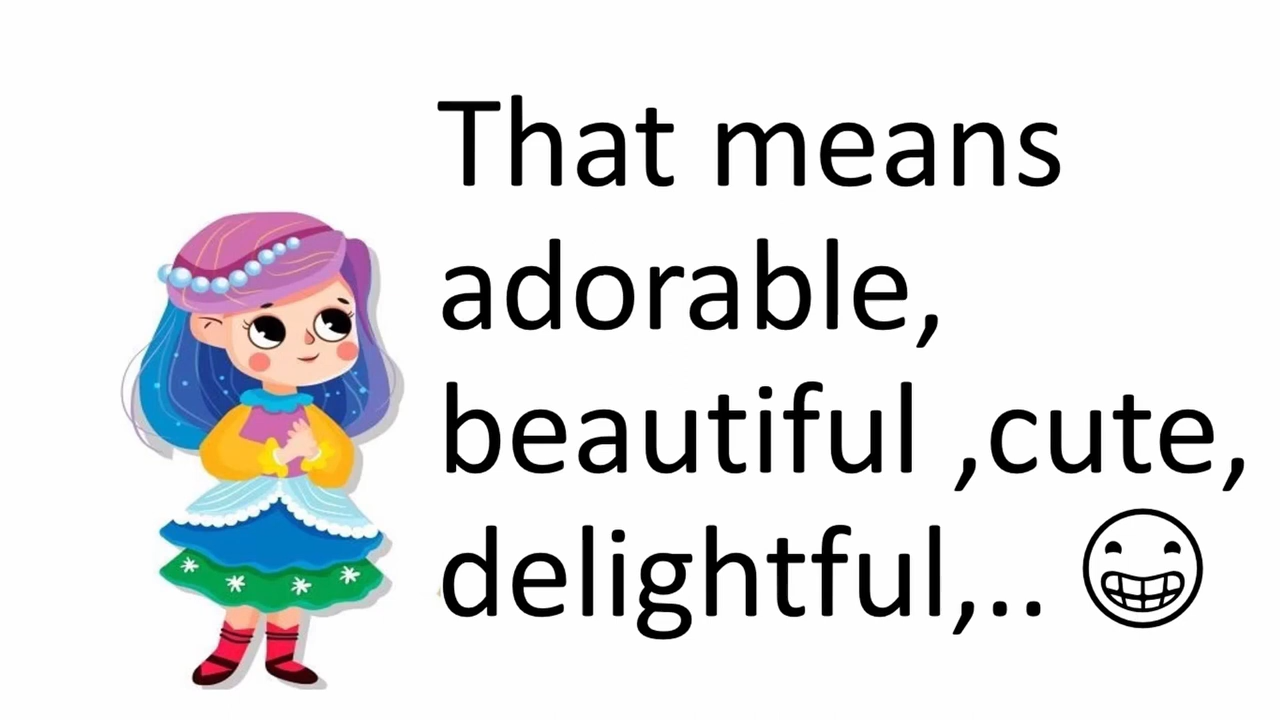 That means
adorable,
beautiful ,cute,
delightful,.. 😁